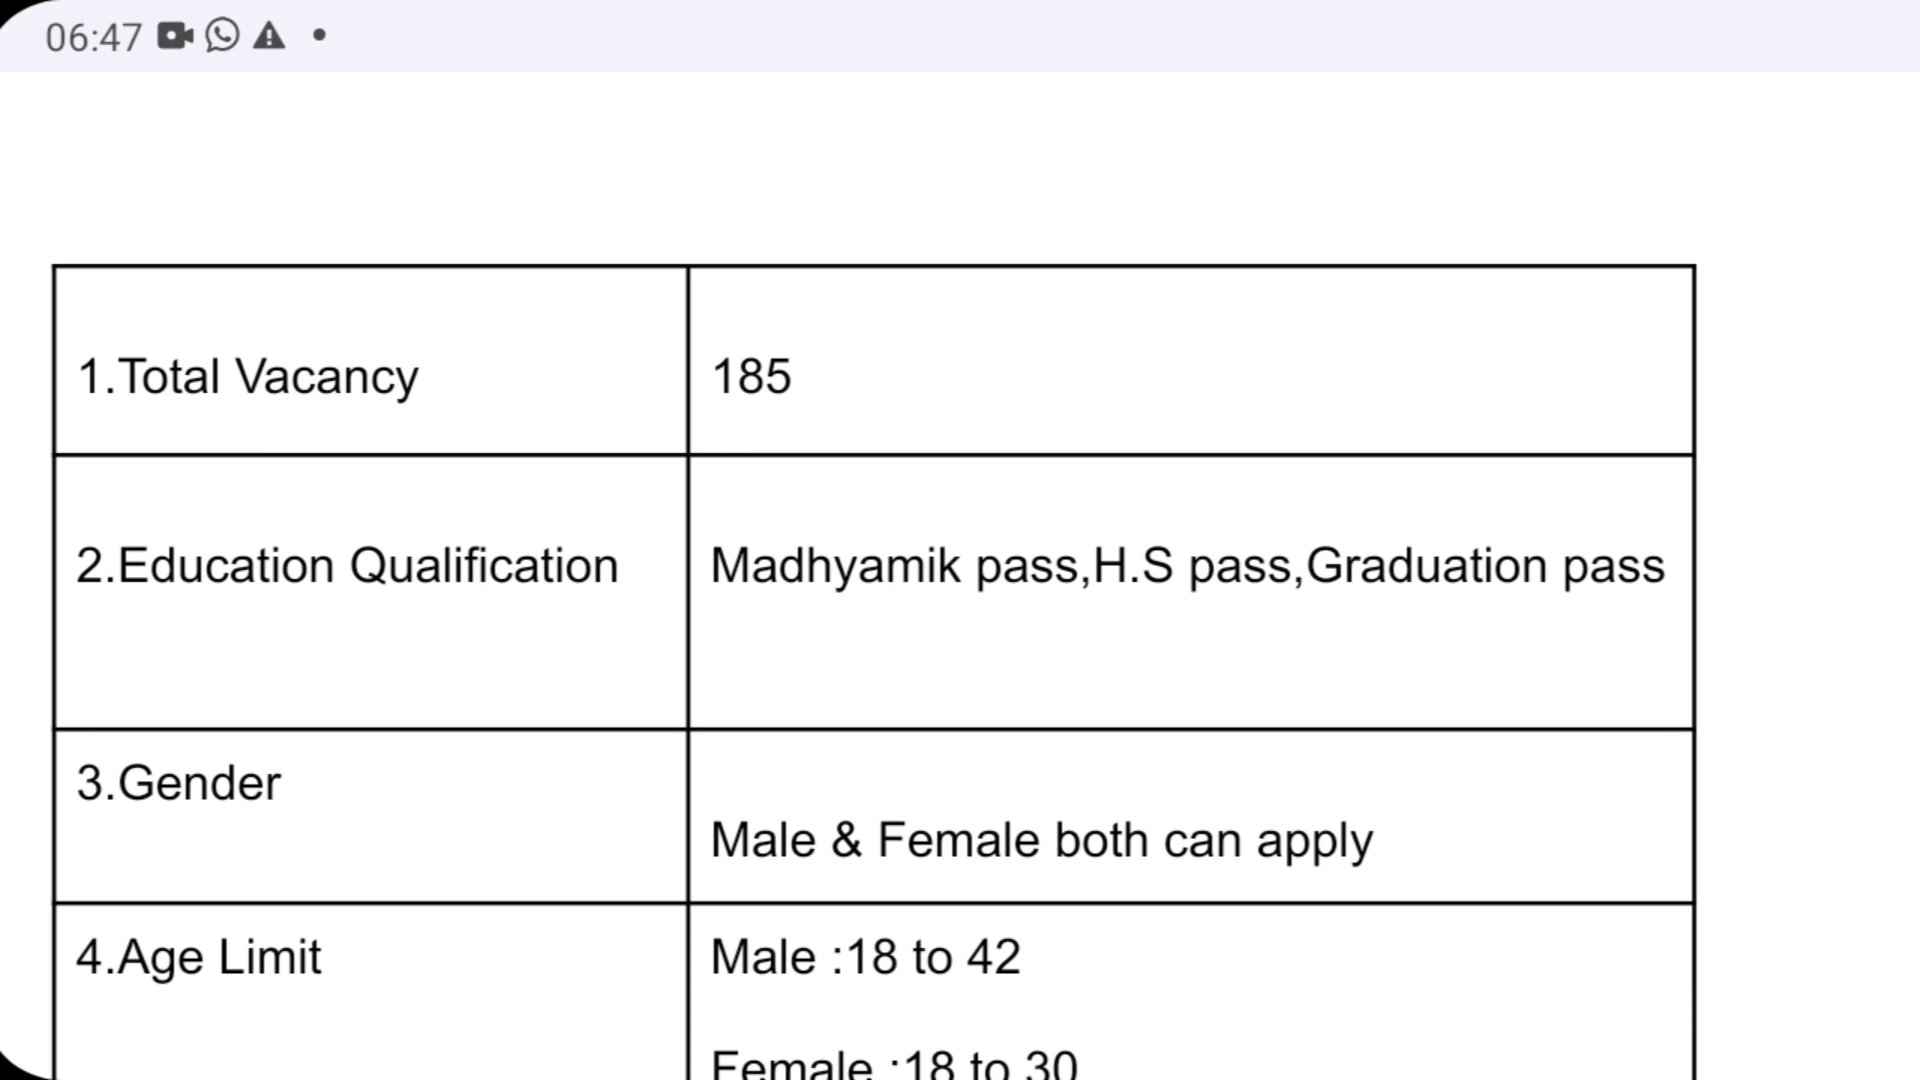 06:47
1.Total Vacancy
185
2.Education Qualification
Madhyamik pass,H.S pass,Graduation pass
3.Gender
Male & Female both can apply
4.Age Limit
Male :18 to 42
Female :18 to 30